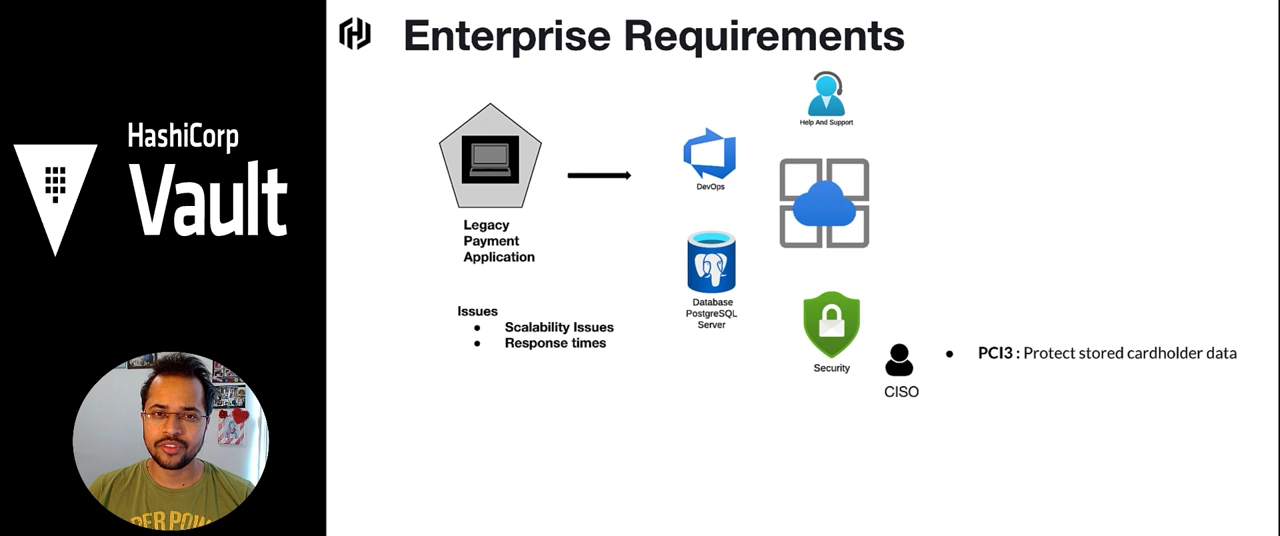 HashiCorp
Vault
Enterprise Requirements
Help And Support
DevOps
Legacy
Payment
Application
Database
PostgreSQL
Server
Issues
• Scalability Issues
• Response times
Security
CISO
• PCI3 : Protect stored cardholder data